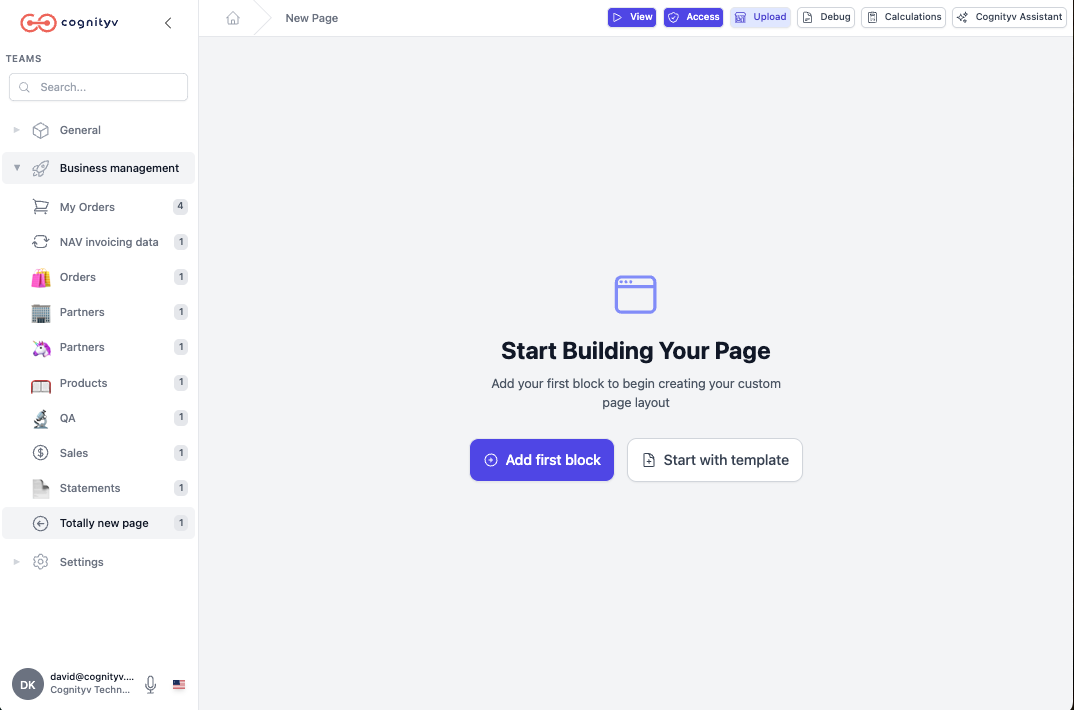 cognityv
New Page
View
Access
Upload
Debug
Calculations
Cognityv Assistant
TEAMS
Search...
General
Business management
My Orders 4
NAV invoicing data 1
Orders 1
Partners 1
Partners 1
Products 1
QA 1
Sales 1
Statements 1
Totally new page 1
Settings
Start Building Your Page
Add your first block to begin creating your custom
page layout
Add first block
Start with template
DK
david@cognityv....
Cognityv Techn...